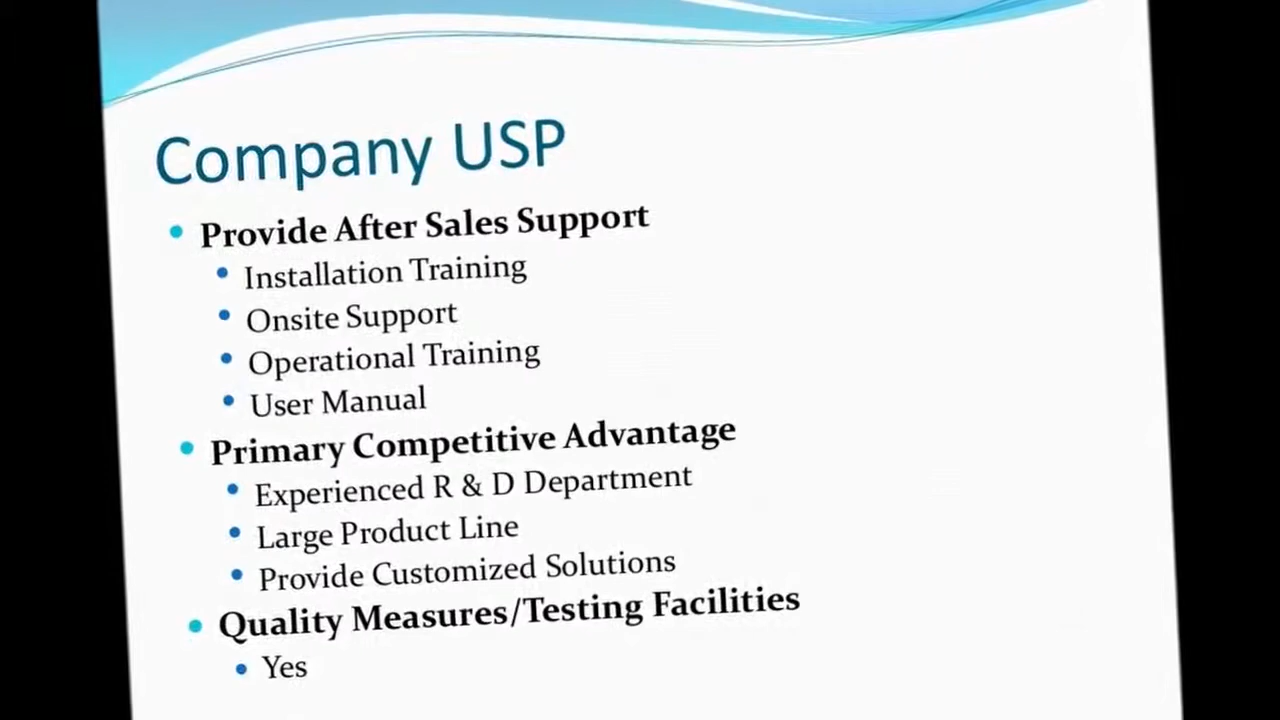 Company USP
Provide After Sales Support
Installation Training
Onsite Support
Operational Training
User Manual
Primary Competitive Advantage
Experienced R & D Department
Large Product Line
Provide Customized Solutions
Quality Measures/Testing Facilities
Yes